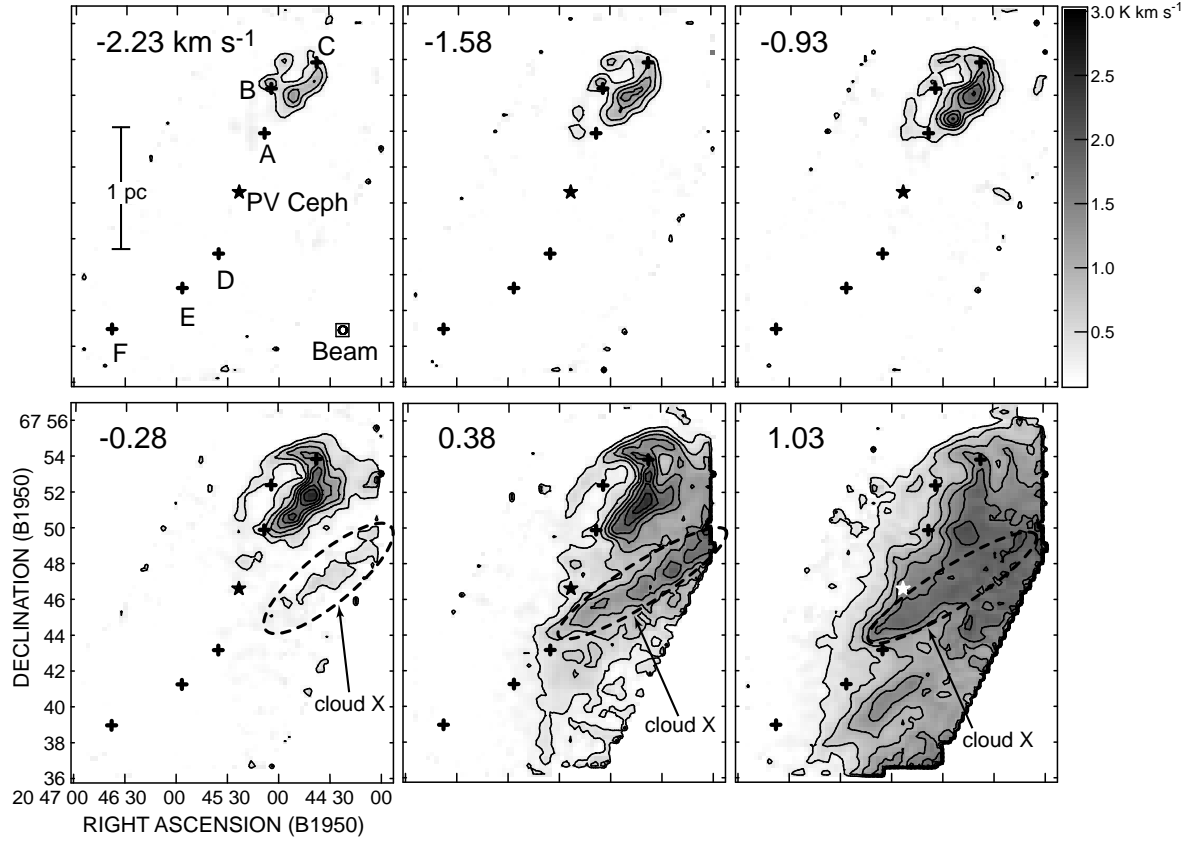 -2.23 km s-1
-1.58
-0.93
3.0 K km s-1
2.5
2.0
1.5
1.0
0.5
C
B
A
1 pc
PV Ceph
D
E
F
Beam
-0.28
0.38
1.03
67 56
54
52
50
48
46
44
42
40
38
36
DECLINATION (B1950)
cloud X
cloud X
cloud X
20 47 00 46 30 00 45 30 00 44 30 00
RIGHT ASCENSION (B1950)